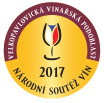 VELKOPAVLOVICKÁ VINAŘSKÁ PODOBLAST
2017
NÁRODNÍ SOUTĚŽ VÍN